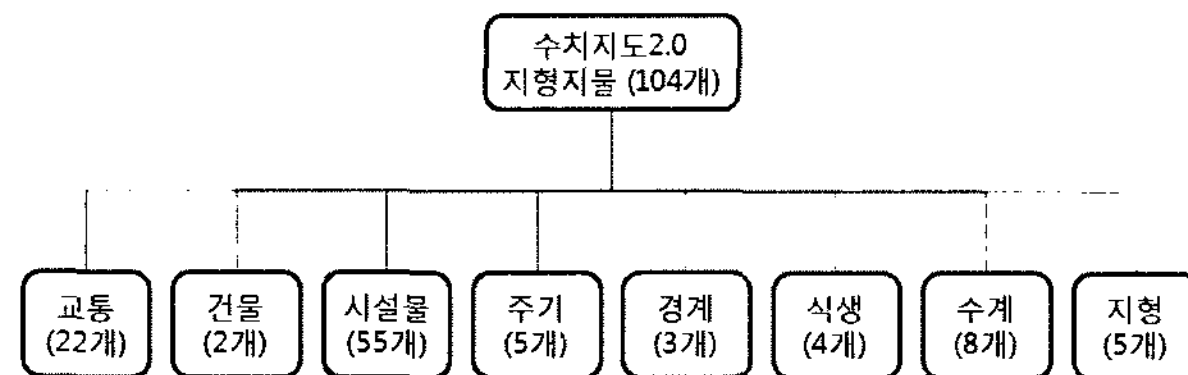 수치지도2.0
지형지물 (104개)
교통
(22개)
건물
(2개)
시설물
(55개)
주기
(5개)
경계
(3개)
식생
(4개)
수계
(8개)
지형
(5개)